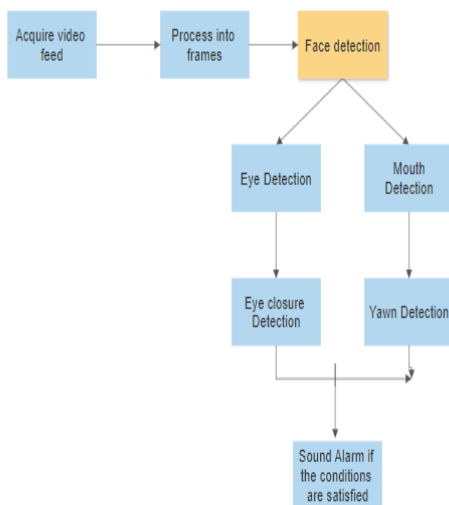 Acquire video
feed
Process into
frames
Face detection
Eye Detection
Mouth
Detection
Eye closure
Detection
Yawn Detection
Sound Alarm if
the conditions
are satisfied